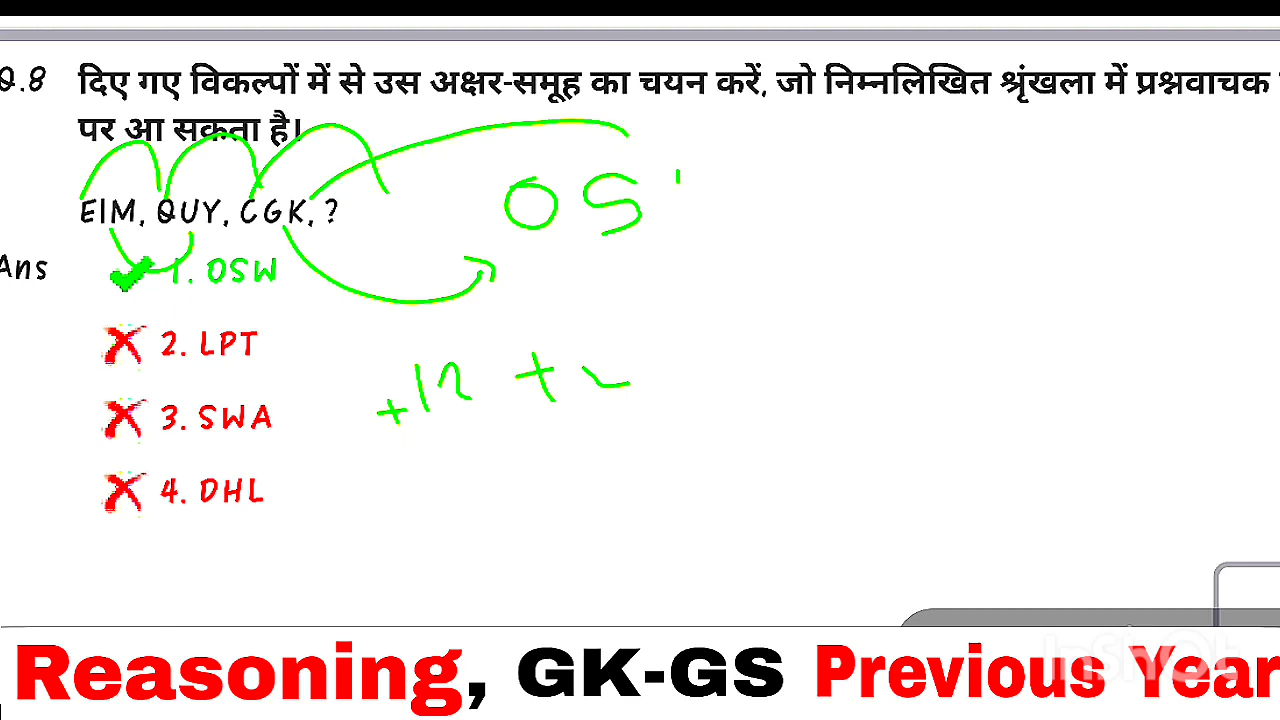 Q.8 दिए गए विकल्पों में से उस अक्षर-समूह का चयन करें, जो निम्नलिखित श्रृंखला में प्रश्नवाचक
पर आ सकता है।
EIM, QUY, CGK, ?
OS
Ans 1. OSW
2. LPT
+12 +
3. SWA
4. DHL
InShOt
Reasoning, GK-GS Previous Year